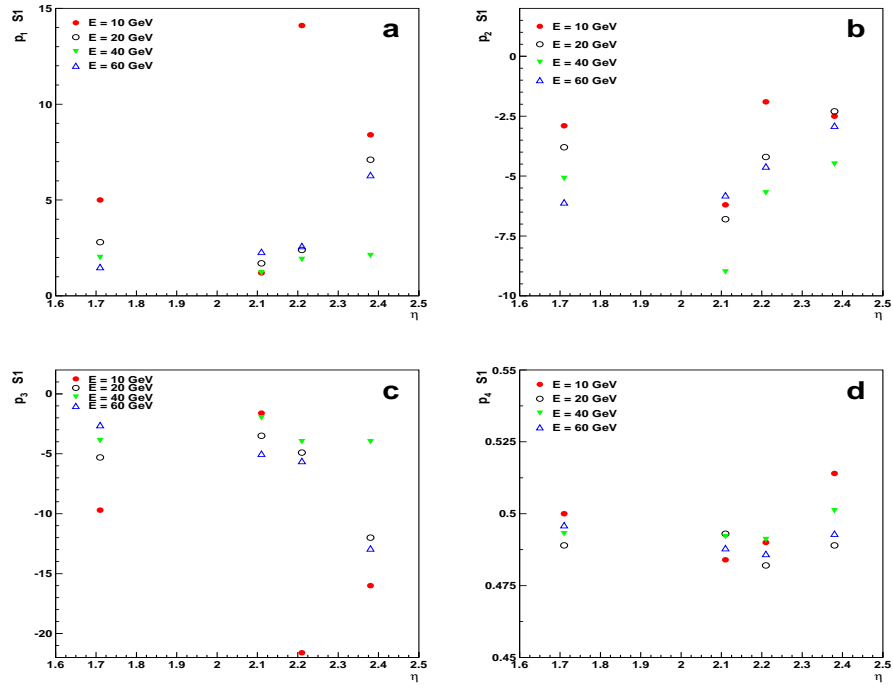 p1 S1
a
E = 10 GeV
E = 20 GeV
E = 40 GeV
E = 60 GeV
15
10
5
0
1.6 1.7 1.8 1.9 2 2.1 2.2 2.3 2.4 2.5
η
p2 S1
b
E = 10 GeV
E = 20 GeV
E = 40 GeV
E = 60 GeV
0
-2.5
-5
-7.5
-10
1.6 1.7 1.8 1.9 2 2.1 2.2 2.3 2.4 2.5
η
p3 S1
c
E = 10 GeV
E = 20 GeV
E = 40 GeV
E = 60 GeV
0
-5
-10
-15
-20
1.6 1.7 1.8 1.9 2 2.1 2.2 2.3 2.4 2.5
η
p4 S1
d
E = 10 GeV
E = 20 GeV
E = 40 GeV
E = 60 GeV
0.55
0.525
0.5
0.475
0.45
1.6 1.7 1.8 1.9 2 2.1 2.2 2.3 2.4 2.5
η